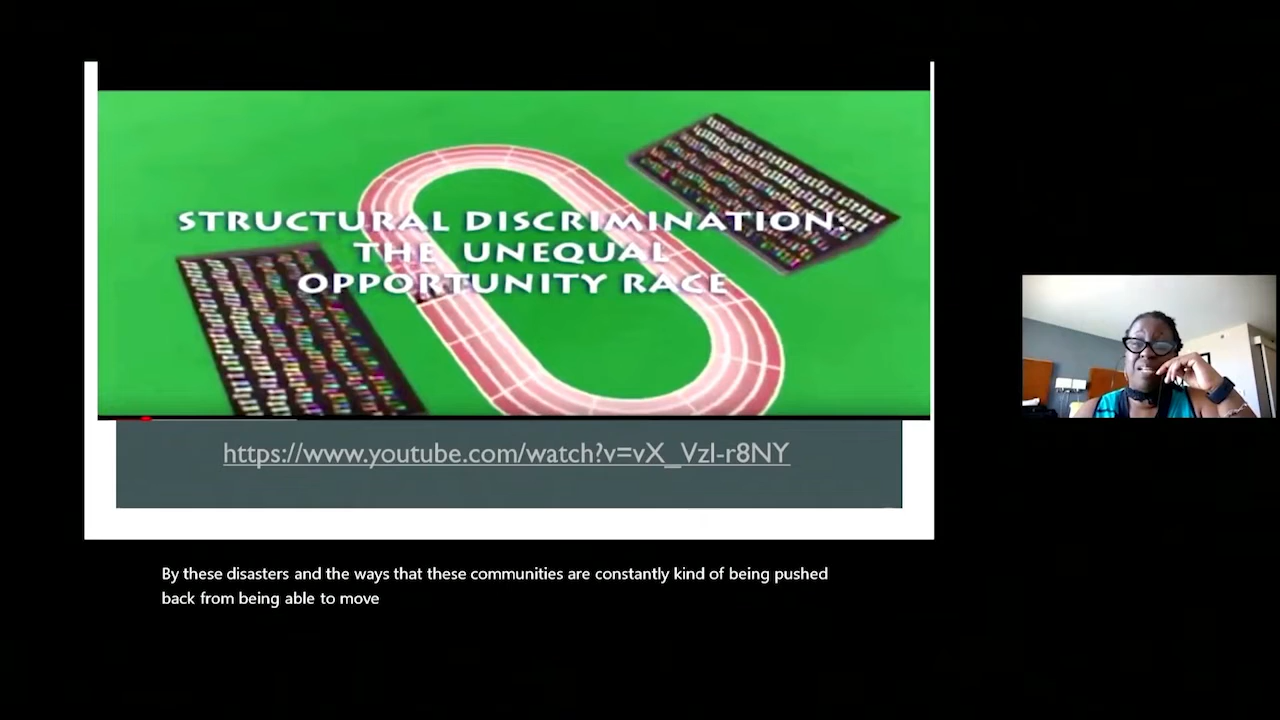 STRUCTURAL DISCRIMINATION:
THE UNEQUAL
OPPORTUNITY RACE
https://www.youtube.com/watch?v=vX_Vzl-r8NY
By these disasters and the ways that these communities are constantly kind of being pushed
back from being able to move